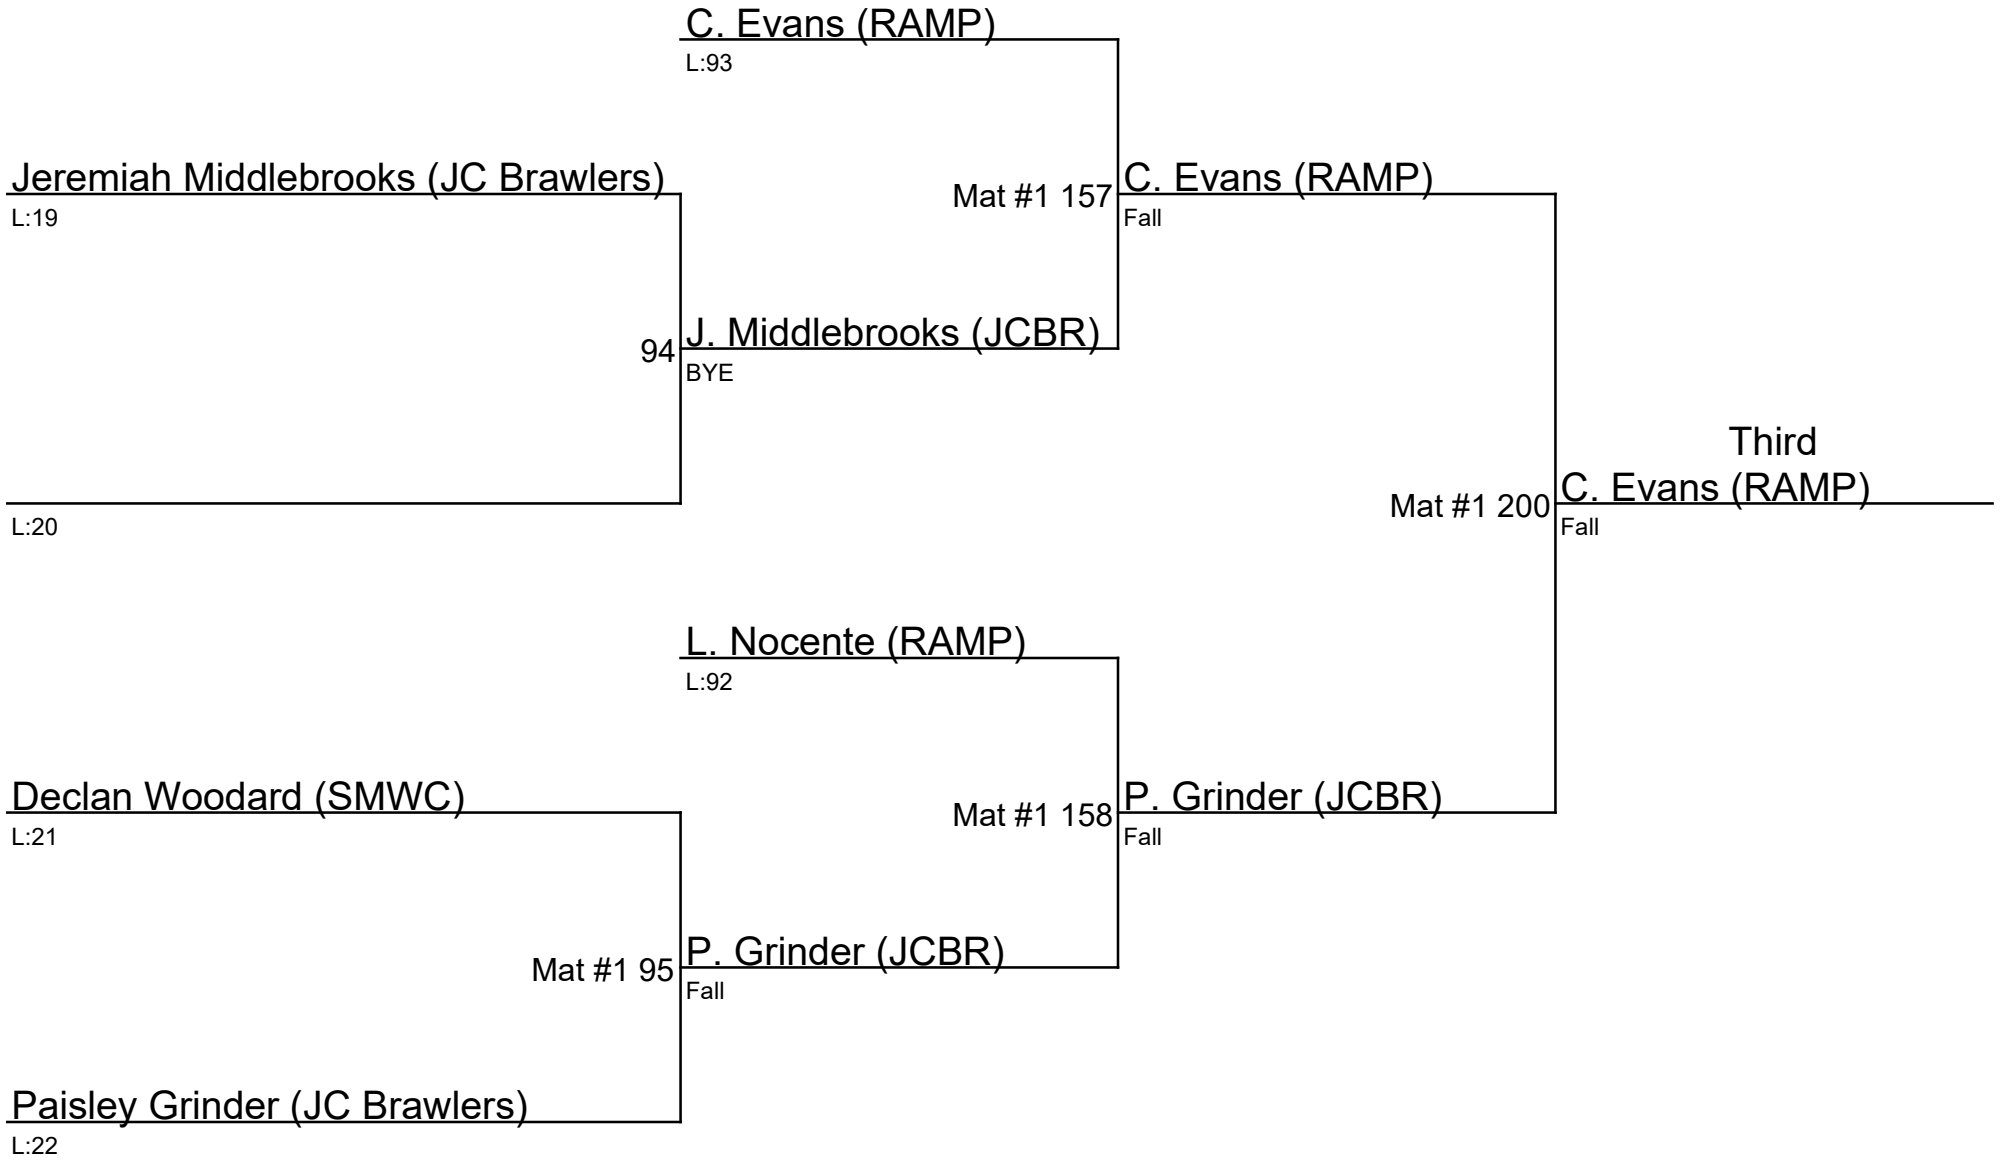 C. Evans (RAMP)
L:93
Jeremiah Middlebrooks (JC Brawlers)
L:19
Mat #1 157
C. Evans (RAMP)
Fall
94
J. Middlebrooks (JCBR)
BYE
Third
C. Evans (RAMP)
Mat #1 200
Fall
L:20
L. Nocente (RAMP)
L:92
Declan Woodard (SMWC)
L:21
Mat #1 158
P. Grinder (JCBR)
Fall
Mat #1 95
P. Grinder (JCBR)
Fall
Paisley Grinder (JC Brawlers)
L:22